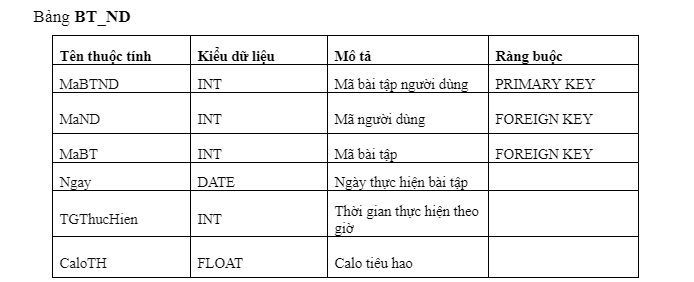 Bảng BT_ND
Tên thuộc tính Kiểu dữ liệu Mô tả Ràng buộc
MaBTND INT Mã bài tập người dùng PRIMARY KEY
MaND INT Mã người dùng FOREIGN KEY
MaBT INT Mã bài tập FOREIGN KEY
Ngay DATE Ngày thực hiện bài tập
TGThucHien INT Thời gian thực hiện theo
giờ
CaloTH FLOAT Calo tiêu hao